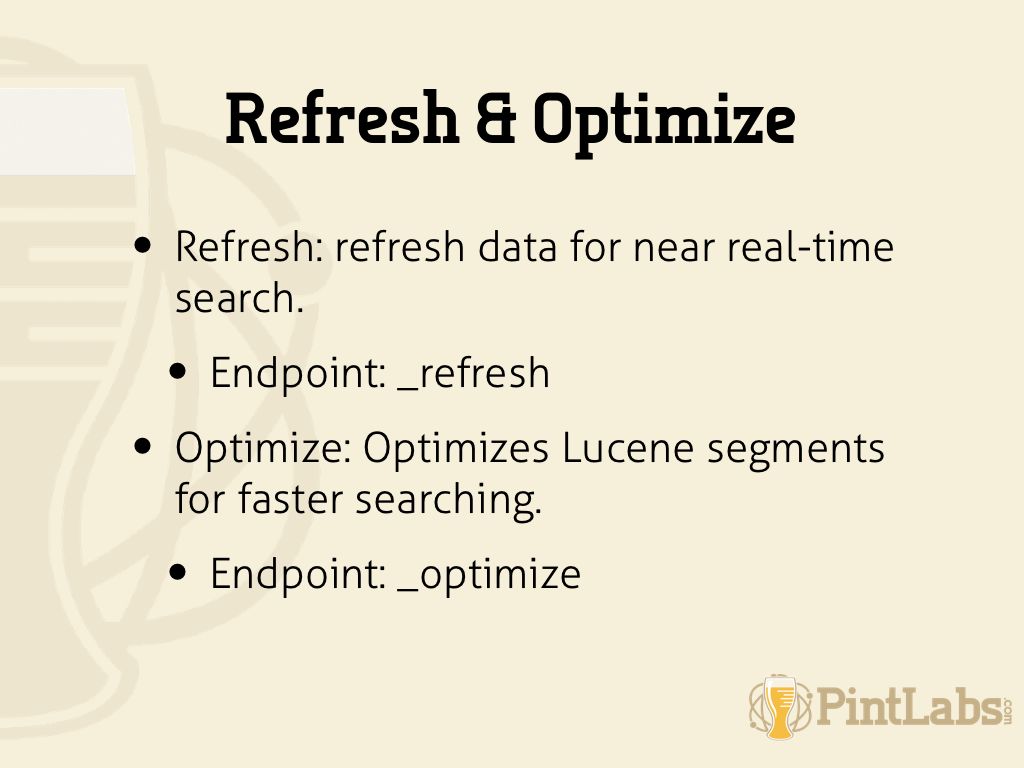 Refresh & Optimize
• Refresh: refresh data for near real-time
search.
• Endpoint: _refresh
• Optimize: Optimizes Lucene segments
for faster searching.
• Endpoint: _optimize
PintLabs.com